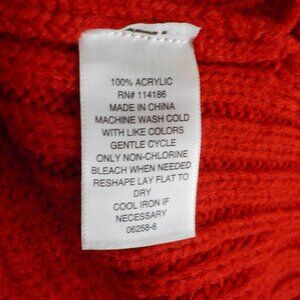 100% ACRYLIC
RN# 114186
MADE IN CHINA
MACHINE WASH COLD
WITH LIKE COLORS
GENTLE CYCLE
ONLY NON-CHLORINE
BLEACH WHEN NEEDED
RESHAPE LAY FLAT TO
DRY
COOL IRON IF
NECESSARY
06258-8